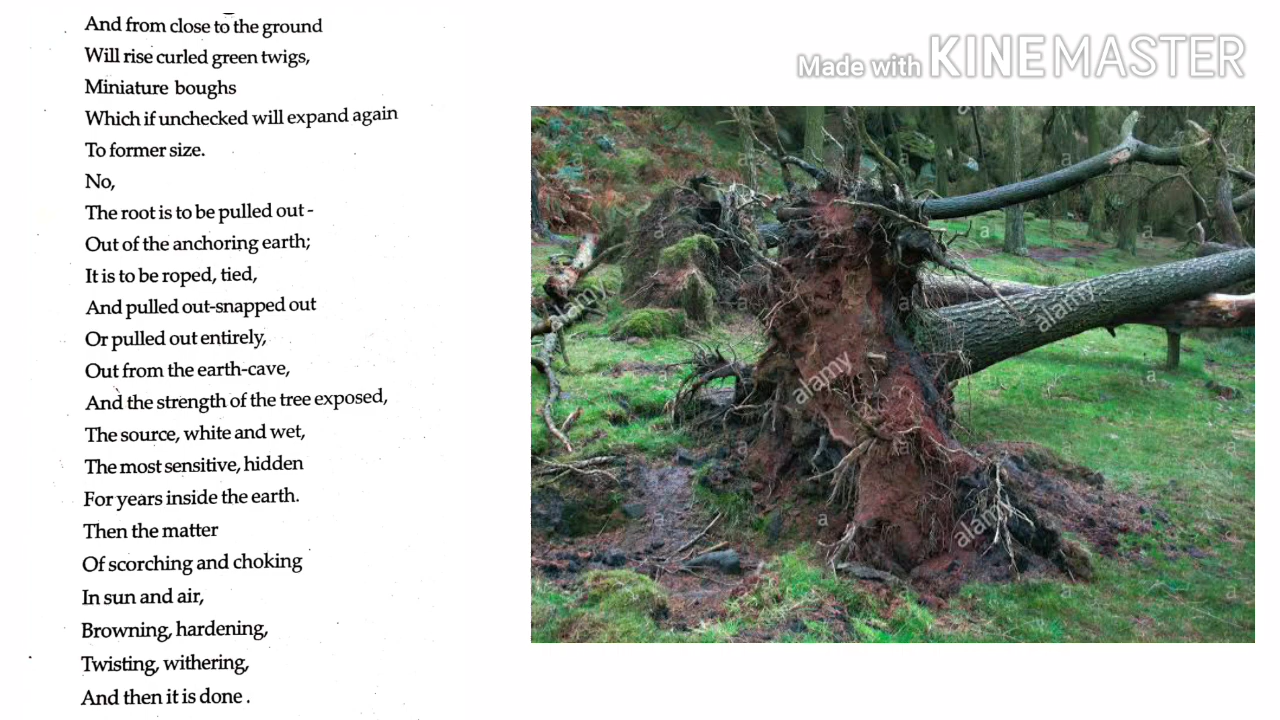 And from close to the ground
Will rise curled green twigs,
Miniature boughs
Which if unchecked will expand again
To former size.
No,
The root is to be pulled out -
Out of the anchoring earth;
It is to be roped, tied,
And pulled out-snapped out
Or pulled out entirely,
Out from the earth-cave,
And the strength of the tree exposed,
The source, white and wet,
The most sensitive, hidden
For years inside the earth.
Then the matter
Of scorching and choking
In sun and air,
Browning, hardening,
Twisting, withering,
And then it is done .
Made with KINEMASTER
alamy
alamy
alamy
alamy